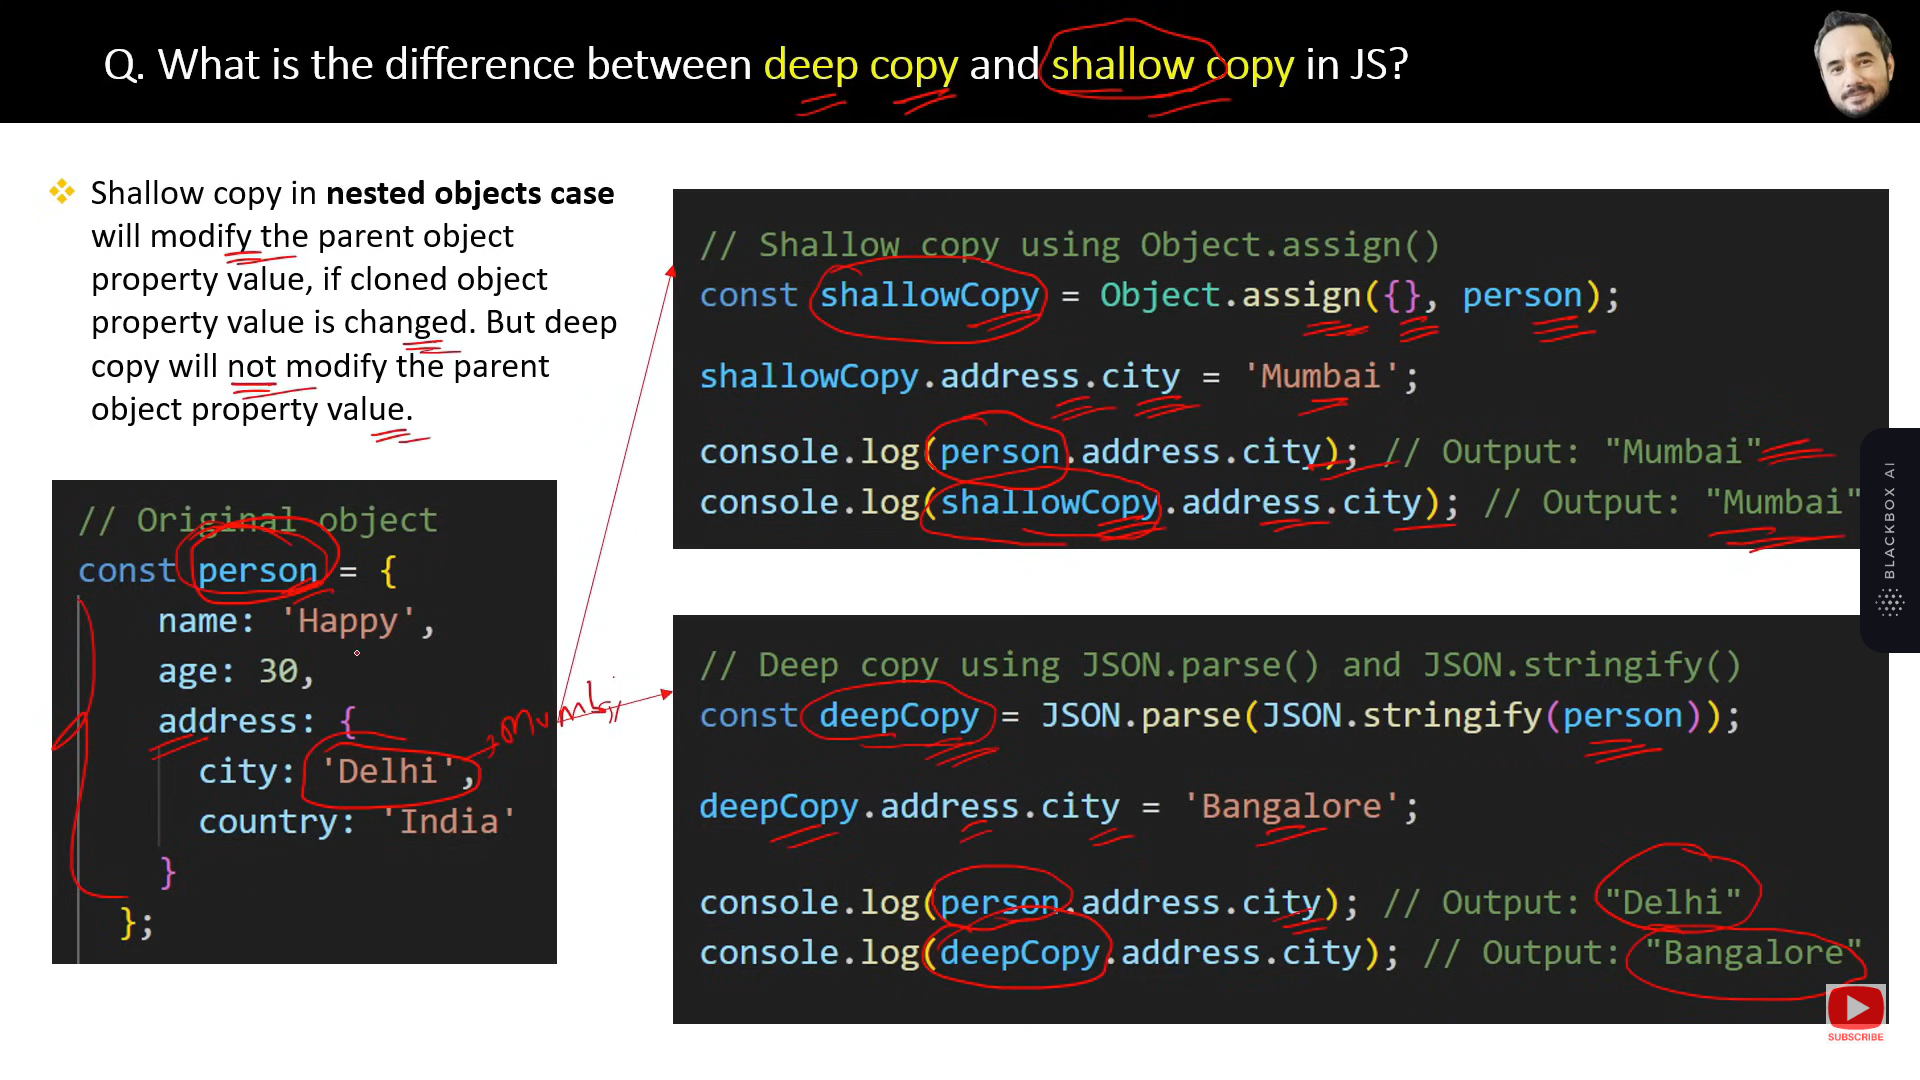 Q. What is the difference between deep copy and shallow copy in JS?
Shallow copy in nested objects case
will modify the parent object
property value, if cloned object
property value is changed. But deep
copy will not modify the parent
object property value.
// Original object
const person = {
name: 'Happy',
age: 30,
address: {
city: 'Delhi',
country: 'India'
}
};
// Shallow copy using Object.assign()
const shallowCopy = Object.assign({}, person);
shallowCopy.address.city = 'Mumbai';
console.log(person.address.city); // Output: "Mumbai"
console.log(shallowCopy.address.city); // Output: "Mumbai"
// Deep copy using JSON.parse() and JSON.stringify()
const deepCopy = JSON.parse(JSON.stringify(person));
deepCopy.address.city = 'Bangalore';
console.log(person.address.city); // Output: "Delhi"
console.log(deepCopy.address.city); // Output: "Bangalore"
BLACKBOX AI
SUBSCRIBE